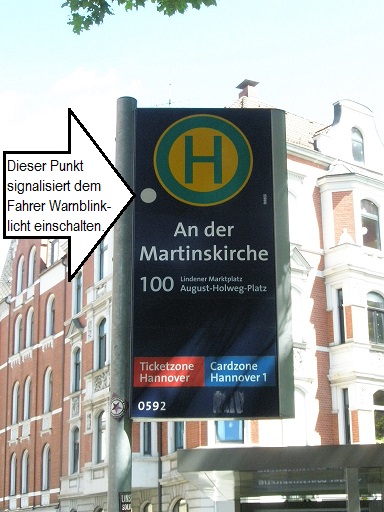 Dieser Punkt
signalisiert dem
Fahrer Warnblink-
licht einschalten.
H
An der
Martinskirche
100 Lindener Marktplatz
August-Holweg-Platz
Ticketzone Cardzone
Hannover Hannover 1
0592